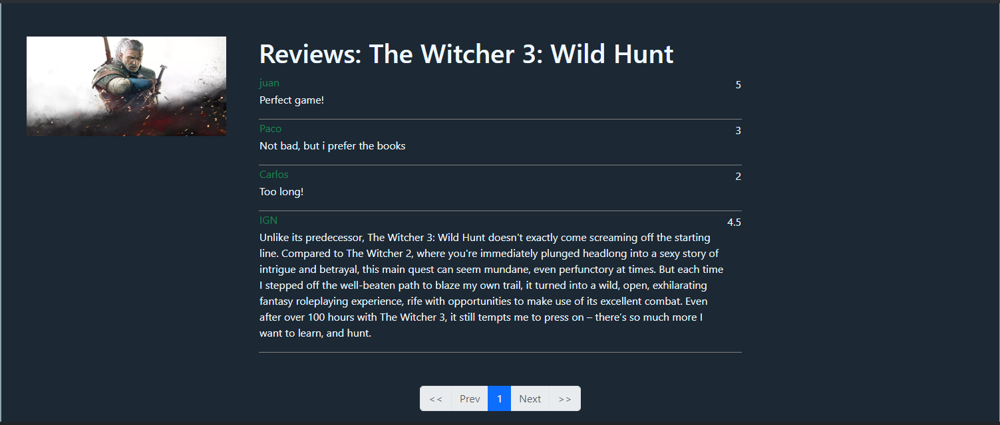 Reviews: The Witcher 3: Wild Hunt
juan
5
Perfect game!
Paco
3
Not bad, but i prefer the books
Carlos
2
Too long!
IGN
4.5
Unlike its predecessor, The Witcher 3: Wild Hunt doesn't exactly come screaming off the starting
line. Compared to The Witcher 2, where you're immediately plunged headlong into a sexy story of
intrigue and betrayal, this main quest can seem mundane, even perfunctory at times. But each time
I stepped off the well-beaten path to blaze my own trail, it turned into a wild, open, exhilarating
fantasy roleplaying experience, rife with opportunities to make use of its excellent combat. Even
after over 100 hours with The Witcher 3, it still tempts me to press on – there’s so much more I
want to learn, and hunt.
<< Prev 1 Next >>